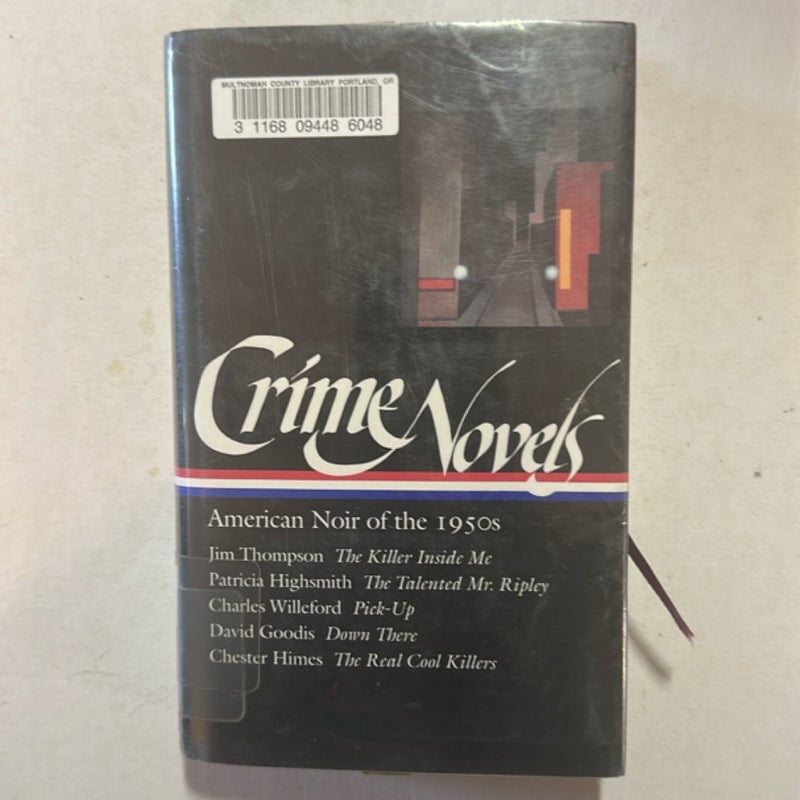 MULTNOMAH COUNTY LIBRARY PORTLAND, OR
3 1168 09448 6048
Crime Novels
American Noir of the 1950s
Jim Thompson The Killer Inside Me
Patricia Highsmith The Talented Mr. Ripley
Charles Willeford Pick-Up
David Goodis Down There
Chester Himes The Real Cool Killers